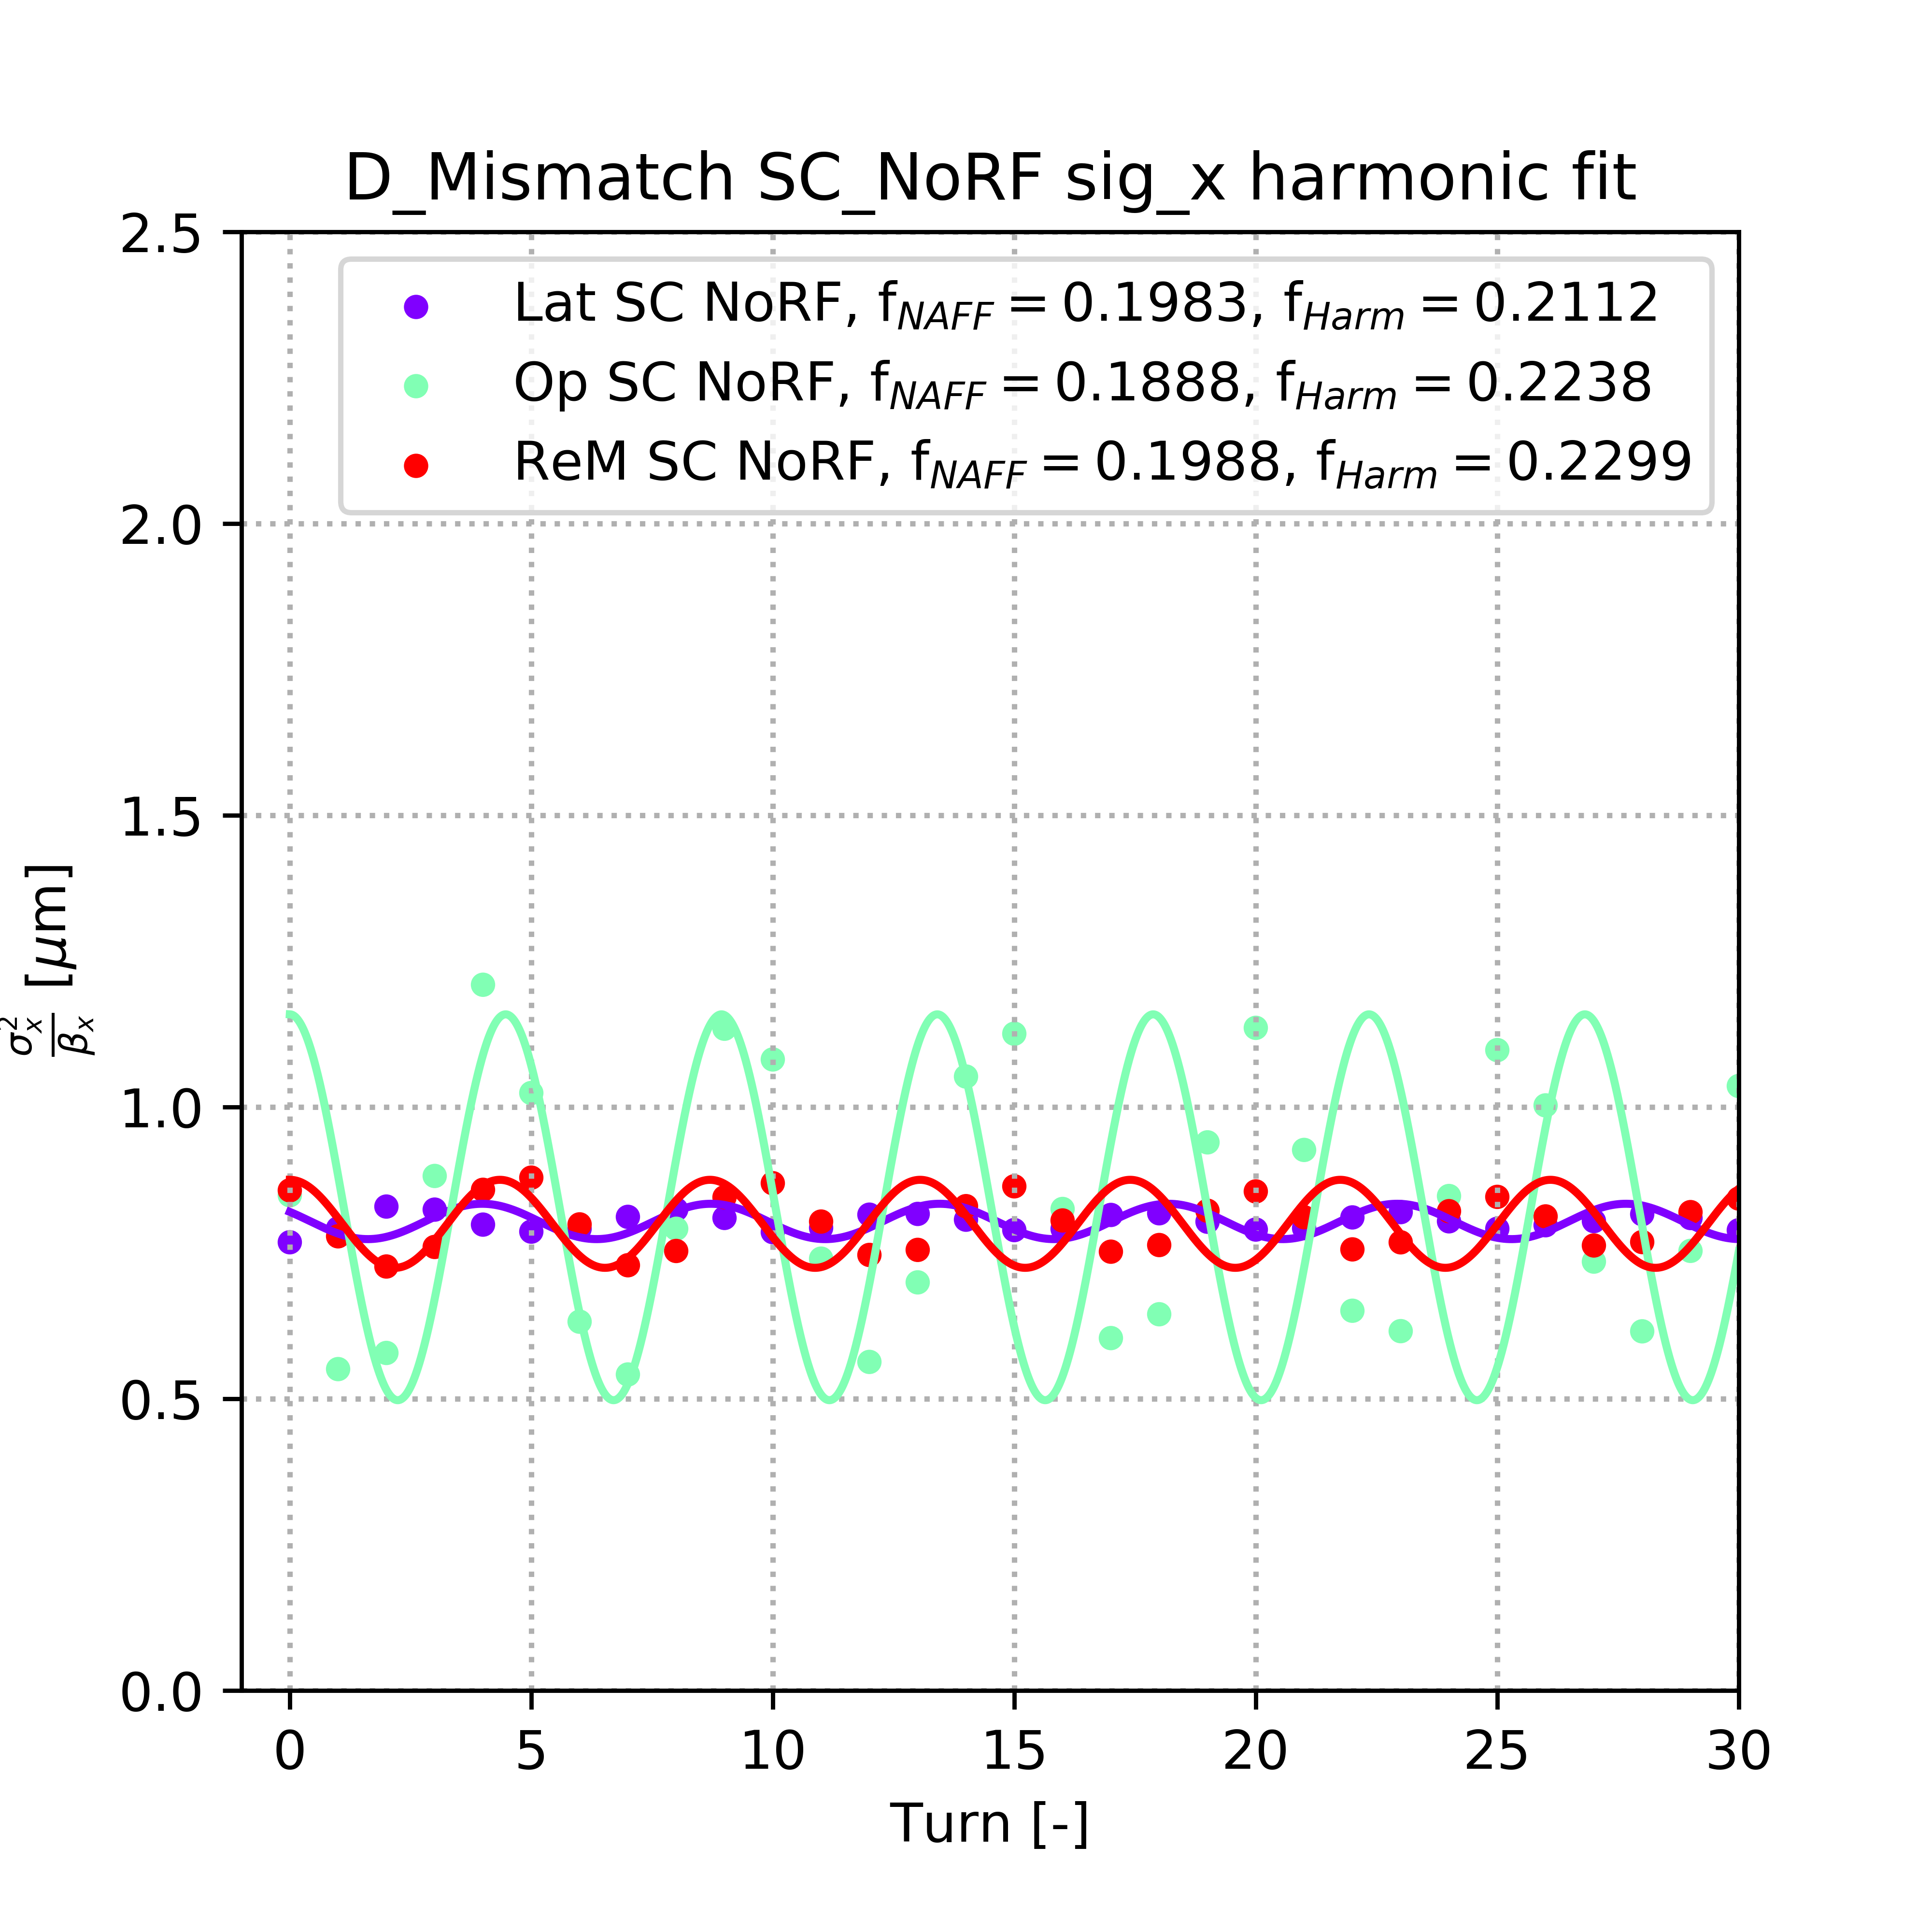 D_Mismatch SC_NoRF sig_x harmonic fit
2.5
Lat SC NoRF, f_NAFF = 0.1983, f_Harm = 0.2112
Op SC NoRF, f_NAFF = 0.1888, f_Harm = 0.2238
ReM SC NoRF, f_NAFF = 0.1988, f_Harm = 0.2299
2.0
1.5
1.0
0.5
0.0
σ_x^2/β_x [μm]
0 5 10 15 20 25 30
Turn [-]